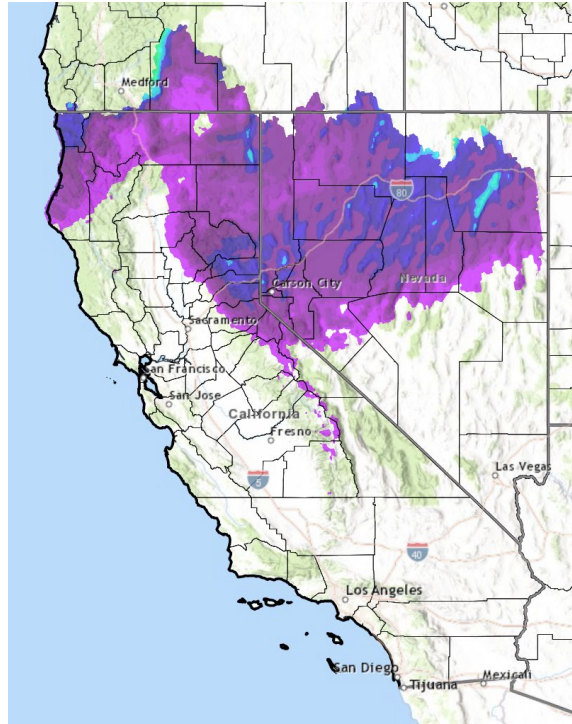 Medford
80
Carson City
Nevada
Sacramento
San Francisco
San Jose
California
Fresno
5
Las Vegas
40
Los Angeles
San Diego
Tijuana
Mexicali